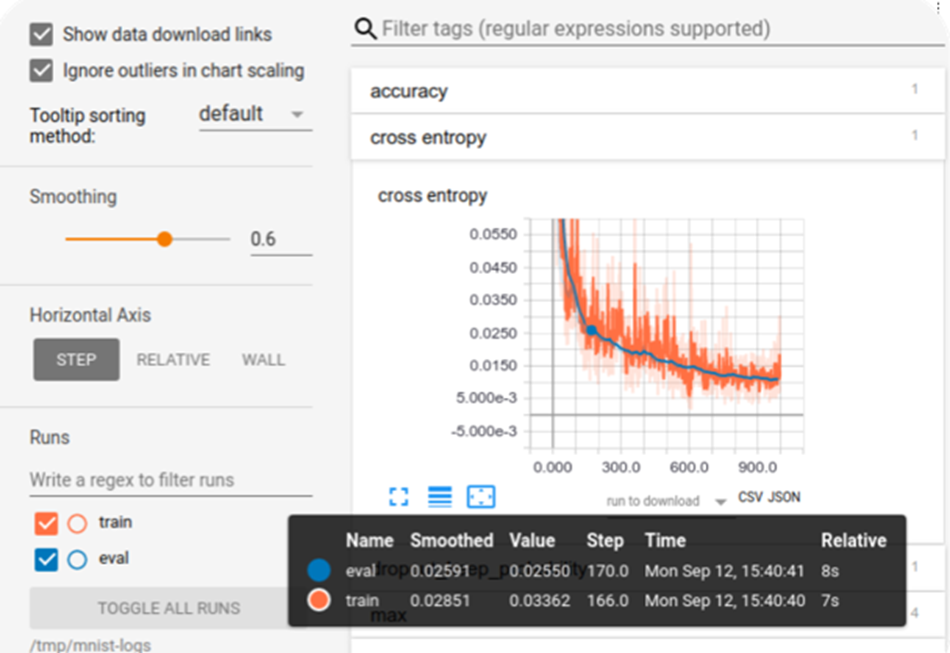 Show data download links
Ignore outliers in chart scaling
Tooltip sorting method: default
Smoothing
0.6
Horizontal Axis
STEP RELATIVE WALL
Runs
Write a regex to filter runs
train
eval
TOGGLE ALL RUNS
/tmp/mnist-logs
Filter tags (regular expressions supported)
accuracy 1
cross entropy 1
cross entropy
0.0550
0.0450
0.0350
0.0250
0.0150
5.000e-3
-5.000e-3
0.000 300.0 600.0 900.0
run to download CSV JSON
Name Smoothed Value Step Time Relative
eval 0.02591 0.02550 170.0 Mon Sep 12, 15:40:41 8s
train 0.02851 0.03362 166.0 Mon Sep 12, 15:40:40 7s
1
max 4